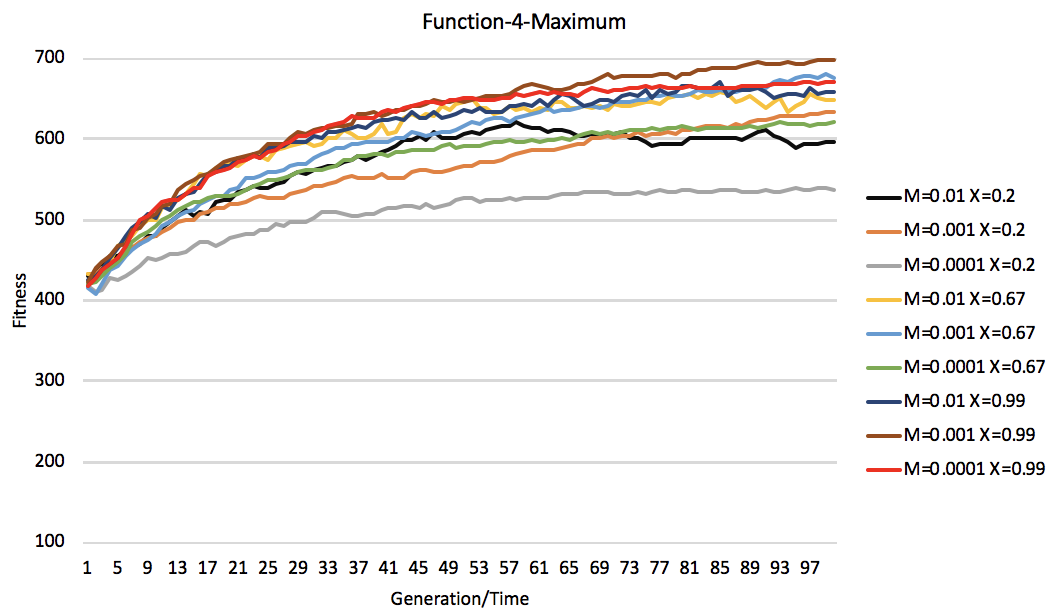 Function-4-Maximum
700
600
500
400
300
200
100
Fitness
1 5 9 13 17 21 25 29 33 37 41 45 49 53 57 61 65 69 73 77 81 85 89 93 97
Generation/Time
M=0.01 X=0.2
M=0.001 X=0.2
M=0.0001 X=0.2
M=0.01 X=0.67
M=0.001 X=0.67
M=0.0001 X=0.67
M=0.01 X=0.99
M=0.001 X=0.99
M=0.0001 X=0.99